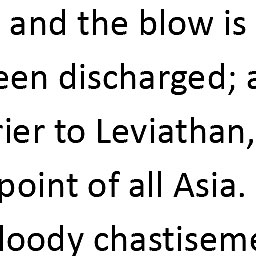 and the blow is
een discharged; a
rier to Leviathan,
point of all Asia.
loody chastiseme